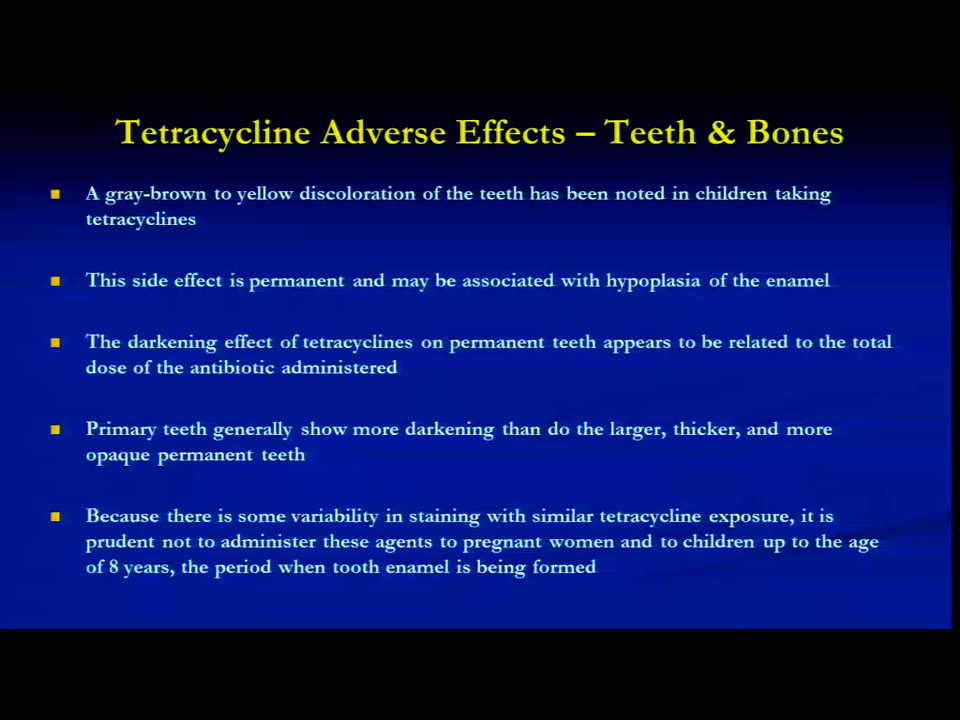 Tetracycline Adverse Effects – Teeth & Bones
A gray-brown to yellow discoloration of the teeth has been noted in children taking
tetracyclines
This side effect is permanent and may be associated with hypoplasia of the enamel
The darkening effect of tetracyclines on permanent teeth appears to be related to the total
dose of the antibiotic administered
Primary teeth generally show more darkening than do the larger, thicker, and more
opaque permanent teeth
Because there is some variability in staining with similar tetracycline exposure, it is
prudent not to administer these agents to pregnant women and to children up to the age
of 8 years, the period when tooth enamel is being formed